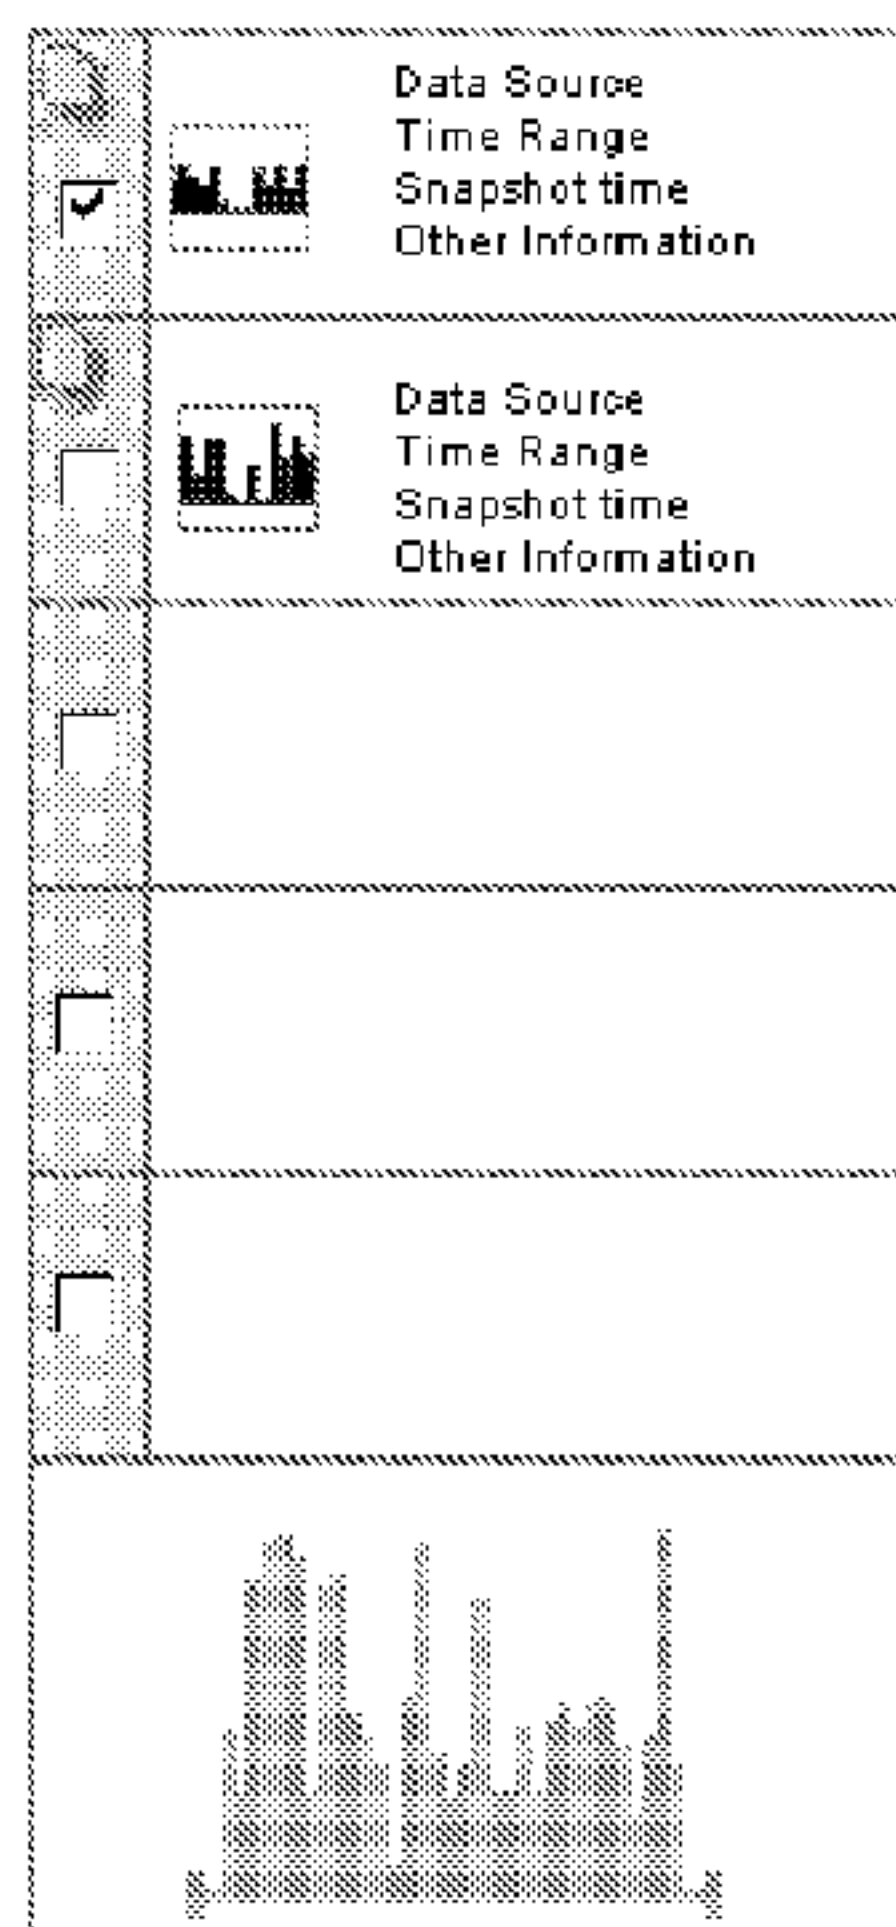 Data Source
Time Range
Snapshot time
Other Information
Data Source
Time Range
Snapshot time
Other Information